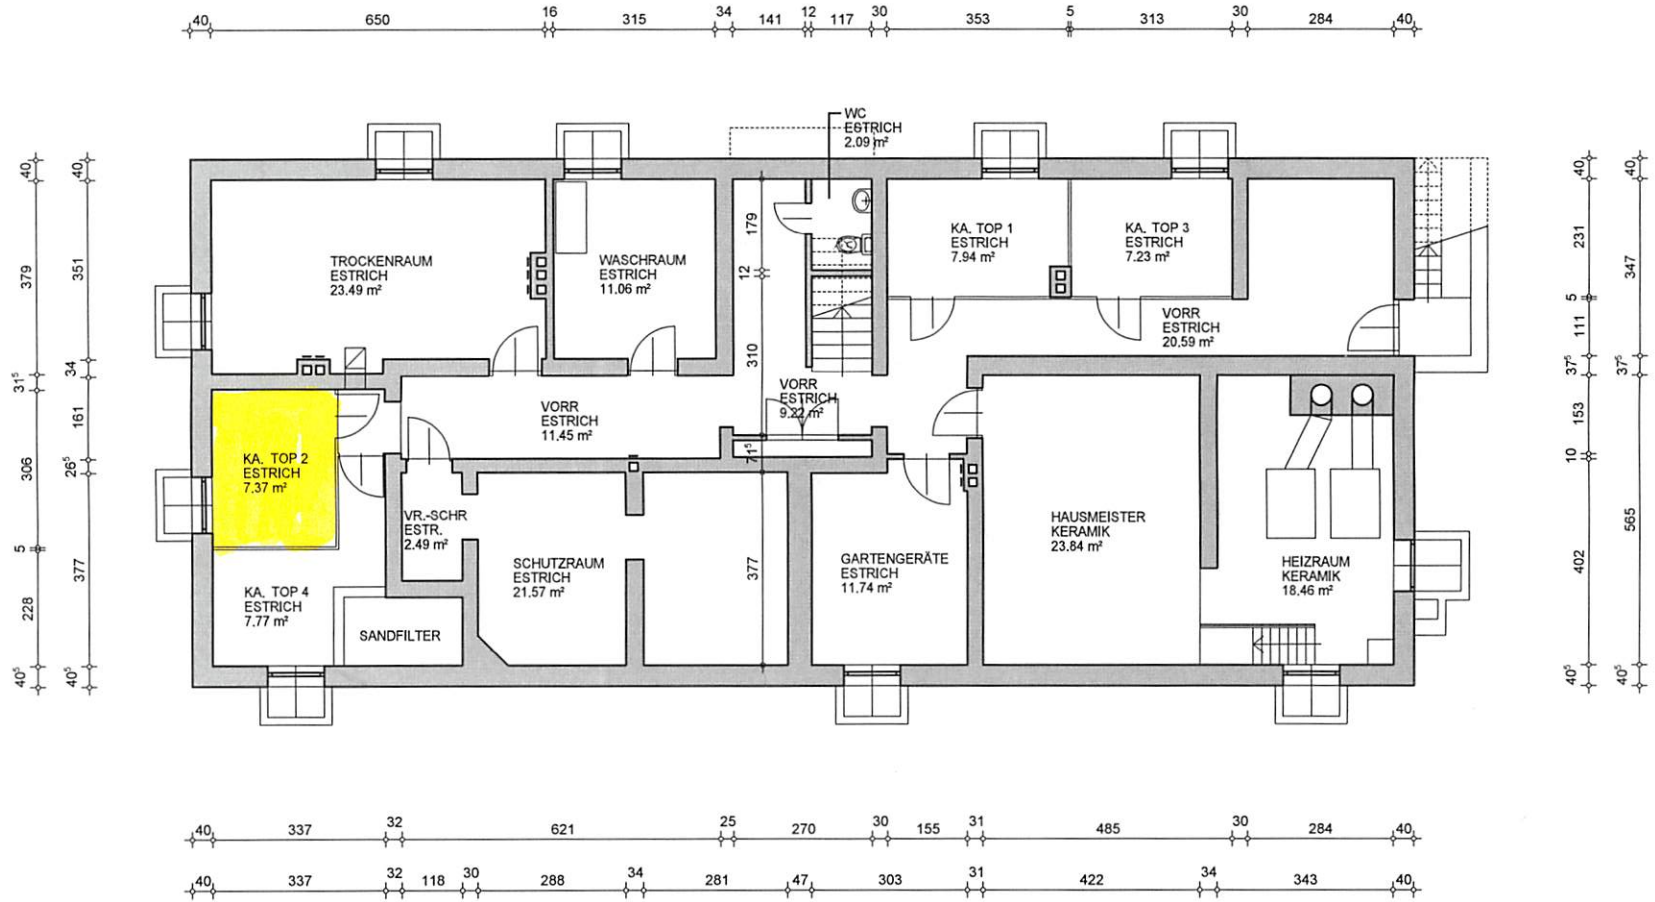 40 650 16 315 34 141 12 117 30 353 5 313 30 284 40
WC
ESTRICH
2.09 m²
40 379 31⁵ 306 5 228 40⁵
40 351 34 161 26⁵ 377 40⁵
TROCKENRAUM
ESTRICH
23.49 m²
WASCHRAUM
ESTRICH
11.06 m²
179 12 310 71⁵ 377
KA. TOP 1
ESTRICH
7.94 m²
KA. TOP 3
ESTRICH
7.23 m²
VORR
ESTRICH
20.59 m²
VORR
ESTRICH
9.22 m²
VORR
ESTRICH
11.45 m²
KA. TOP 2
ESTRICH
7.37 m²
VR.-SCHR
ESTR.
2.49 m²
SCHUTZRAUM
ESTRICH
21.57 m²
GARTENGERÄTE
ESTRICH
11.74 m²
HAUSMEISTER
KERAMIK
23.84 m²
HEIZRAUM
KERAMIK
18.46 m²
KA. TOP 4
ESTRICH
7.77 m²
SANDFILTER
40 231 5 111 37⁵ 153 10 402 40⁵
40 347 37⁵ 565 40⁵
40 337 32 621 25 270 30 155 31 485 30 284 40
40 337 32 118 30 288 34 281 47 303 31 422 34 343 40